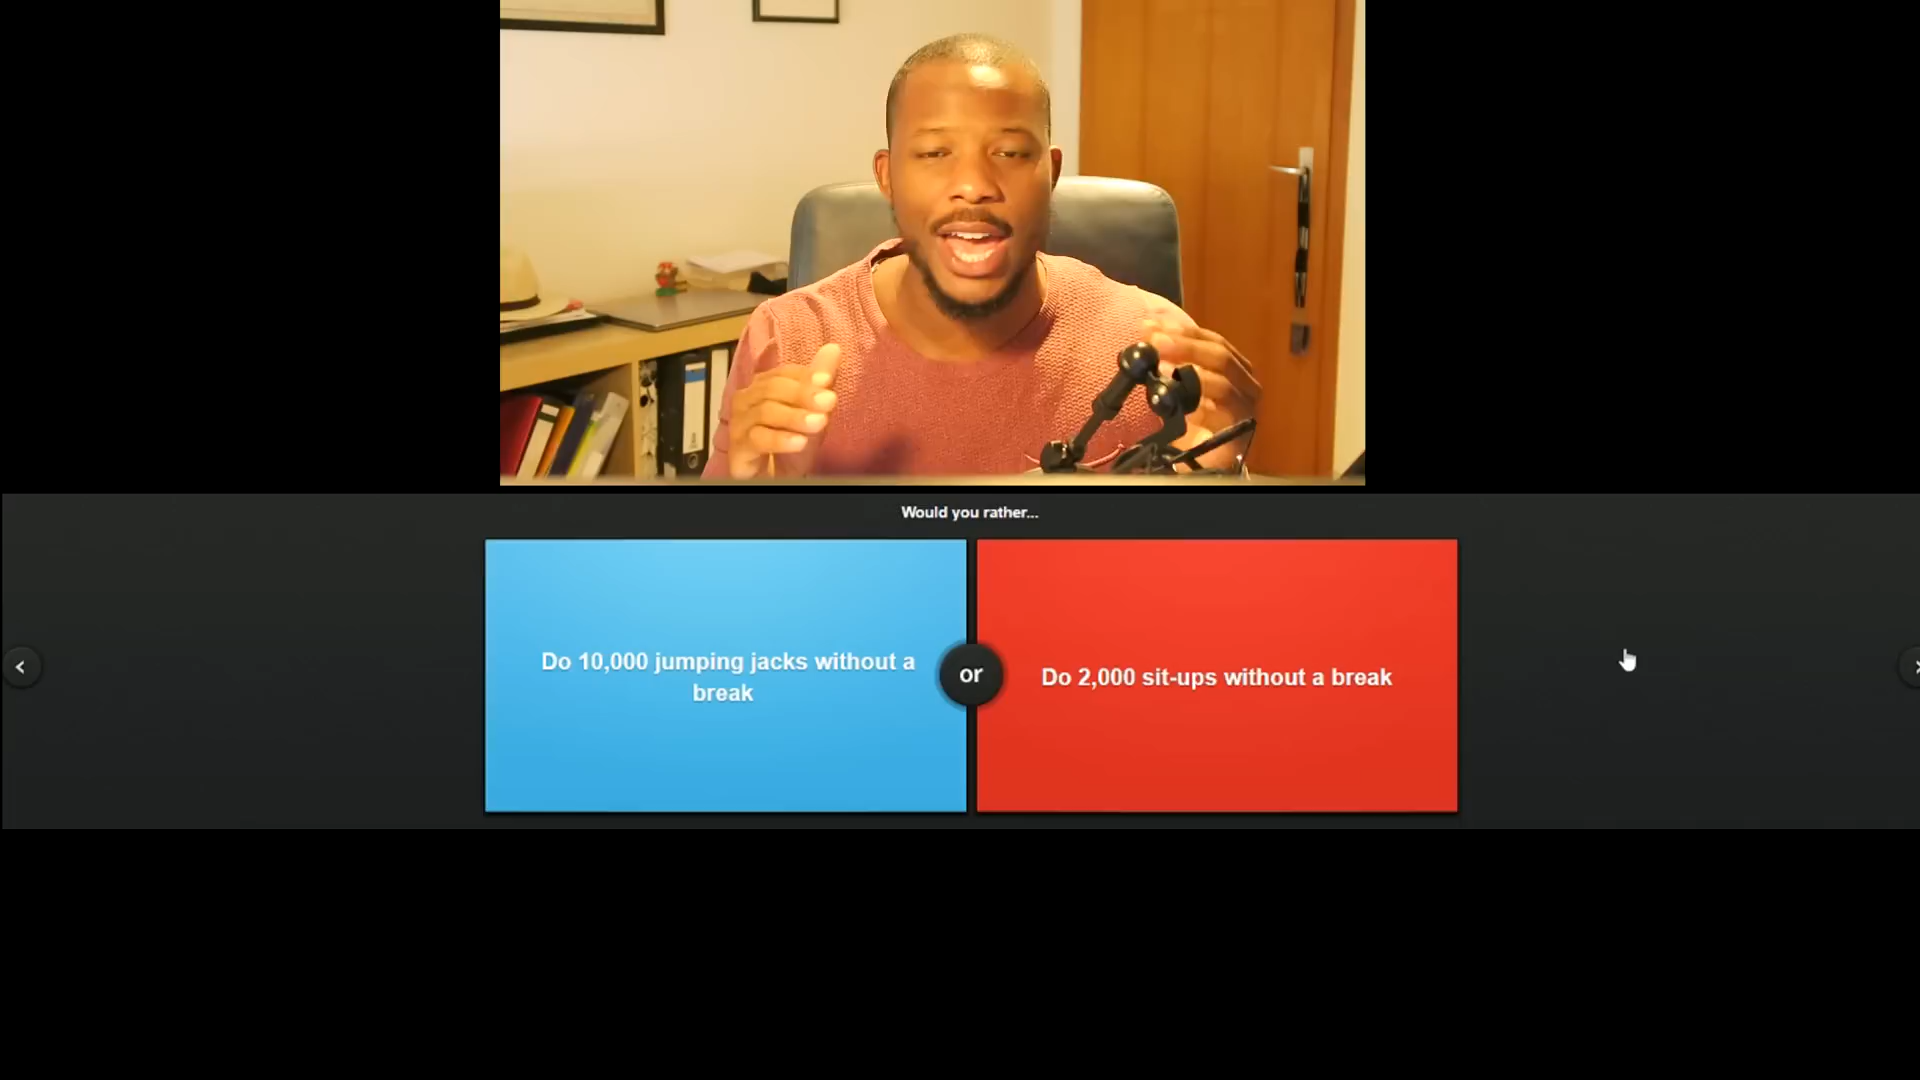 Would you rather...
Do 10,000 jumping jacks without a
break
or
Do 2,000 sit-ups without a break